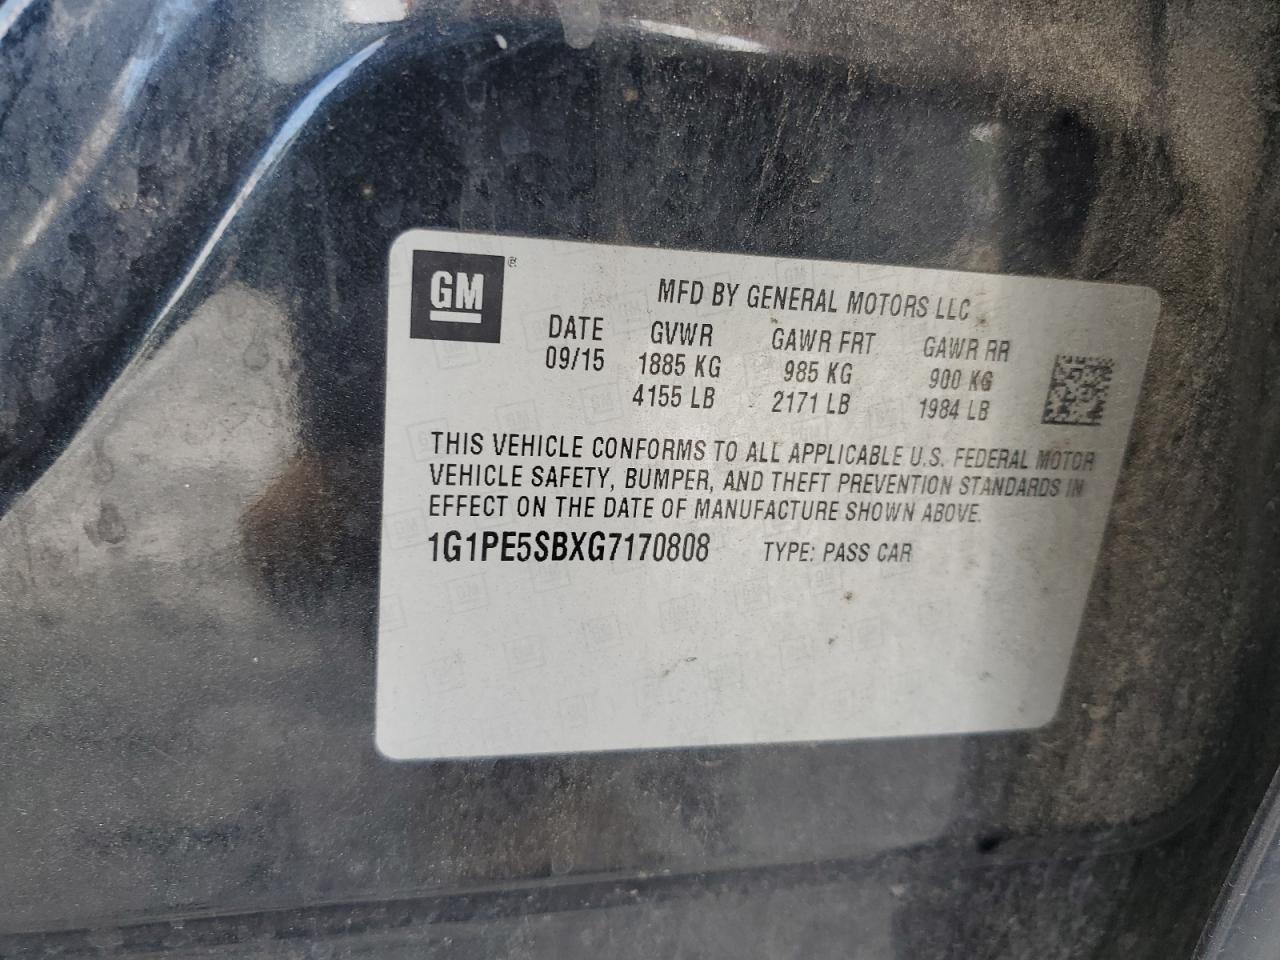 GM ®
MFD BY GENERAL MOTORS LLC
DATE GVWR GAWR FRT GAWR RR
09/15 1885 KG 985 KG 900 KG
4155 LB 2171 LB 1984 LB
THIS VEHICLE CONFORMS TO ALL APPLICABLE U.S. FEDERAL MOTOR
VEHICLE SAFETY, BUMPER, AND THEFT PREVENTION STANDARDS IN
EFFECT ON THE DATE OF MANUFACTURE SHOWN ABOVE.
1G1PE5SBXG7170808 TYPE: PASS CAR